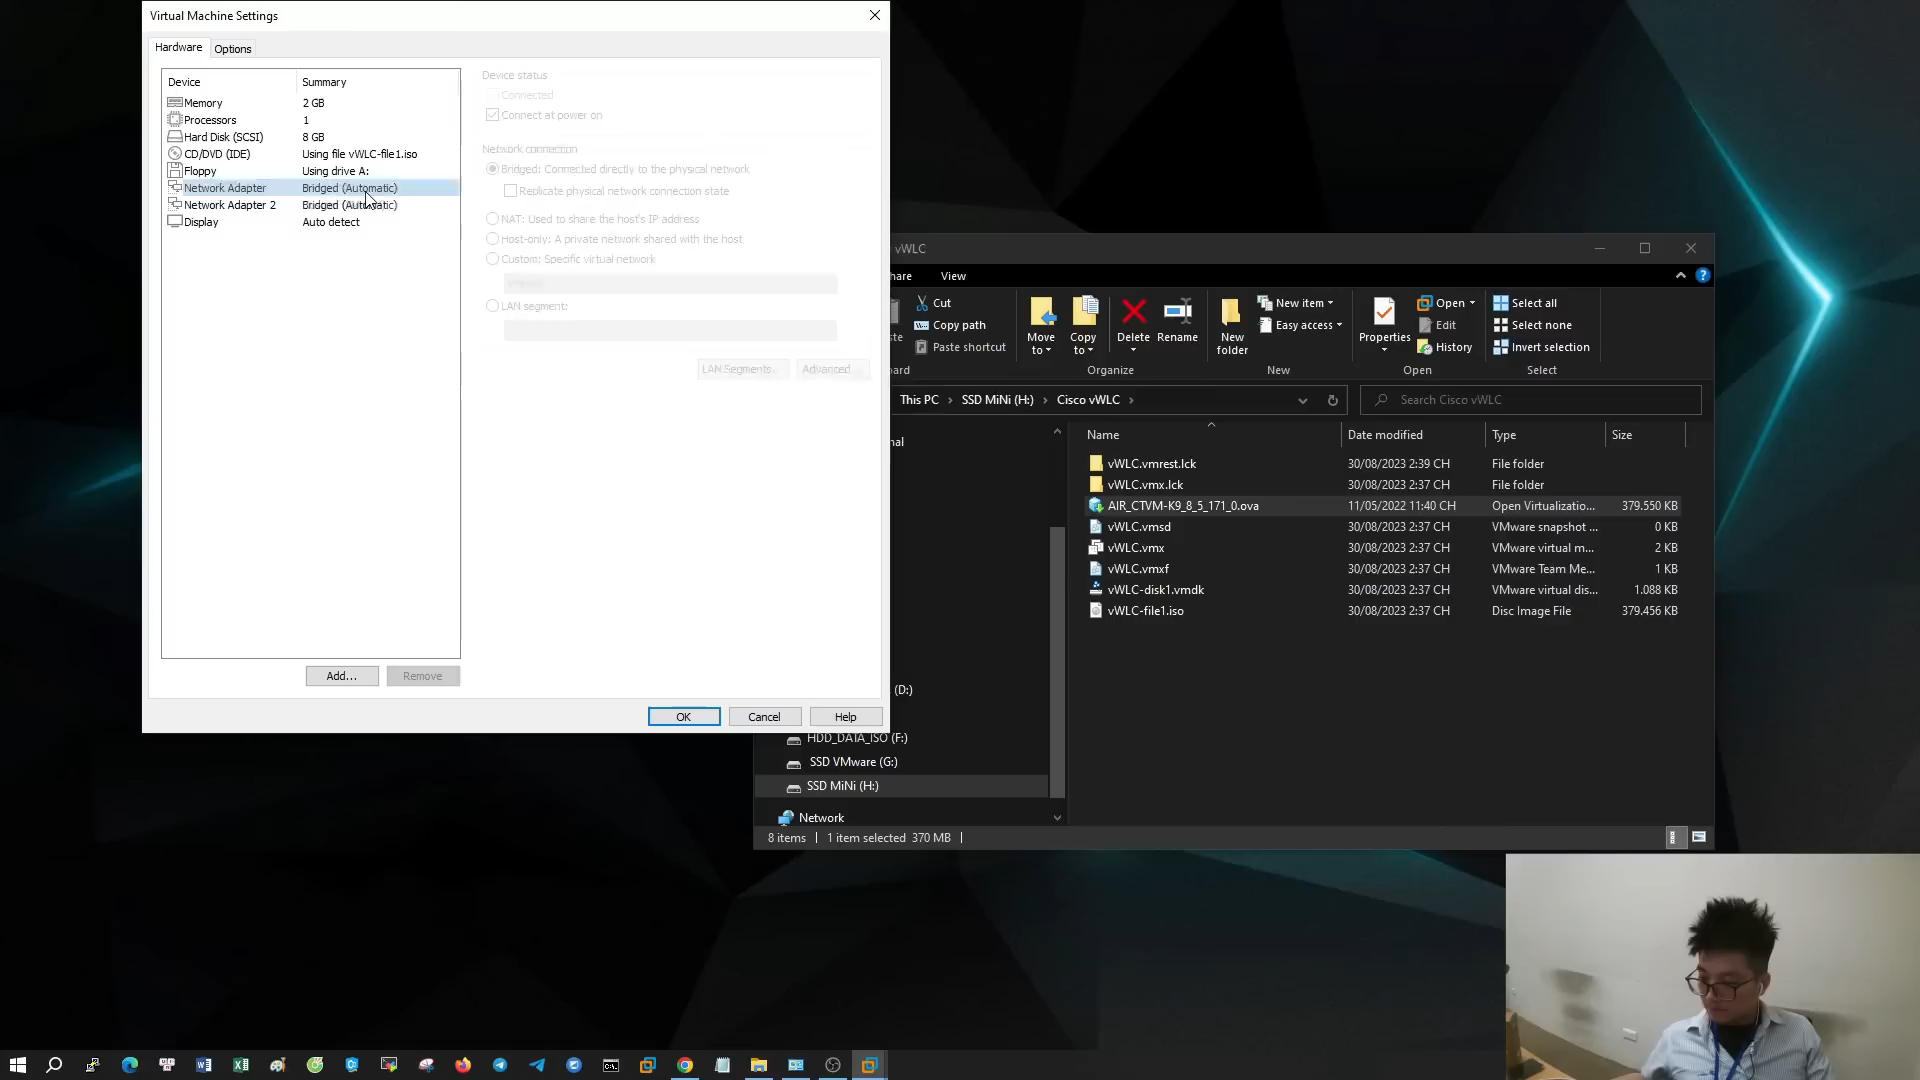 Virtual Machine Settings
Hardware
Options
Device
Summary
Memory
2 GB
Processors
1
Hard Disk (SCSI)
8 GB
CD/DVD (IDE)
Using file vWLC-file1.iso
Floppy
Using drive A:
Network Adapter
Bridged (Automatic)
Network Adapter 2
Bridged (Automatic)
Display
Auto detect
Add...
Remove
Device status
Connected
Connect at power on
Network connection
Bridged: Connected directly to the physical network
Replicate physical network connection state
NAT: Used to share the host's IP address
Host-only: A private network shared with the host
Custom: Specific virtual network
LAN segment:
LAN Segments...
Advanced...
OK
Cancel
Help
vWLC
hare
View
Cut
Copy path
Paste shortcut
ste
oard
Move to
Copy to
Delete
Rename
Organize
New folder
New item
Easy access
New
Properties
Open
Edit
History
Open
Select all
Select none
Invert selection
Select
This PC
SSD MiNi (H:)
Cisco vWLC
Search Cisco vWLC
nal
(D:)
HDD_DATA_ISO (F:)
SSD VMware (G:)
SSD MiNi (H:)
Network
Name
Date modified
Type
Size
vWLC.vmrest.lck
30/08/2023 2:39 CH
File folder
vWLC.vmx.lck
30/08/2023 2:37 CH
File folder
AIR_CTVM-K9_8_5_171_0.ova
11/05/2022 11:40 CH
Open Virtualizatio...
379.550 KB
vWLC.vmsd
30/08/2023 2:37 CH
VMware snapshot ...
0 KB
vWLC.vmx
30/08/2023 2:37 CH
VMware virtual m...
2 KB
vWLC.vmxf
30/08/2023 2:37 CH
VMware Team Me...
1 KB
vWLC-disk1.vmdk
30/08/2023 2:37 CH
VMware virtual dis...
1.088 KB
vWLC-file1.iso
30/08/2023 2:37 CH
Disc Image File
379.456 KB
8 items
1 item selected 370 MB